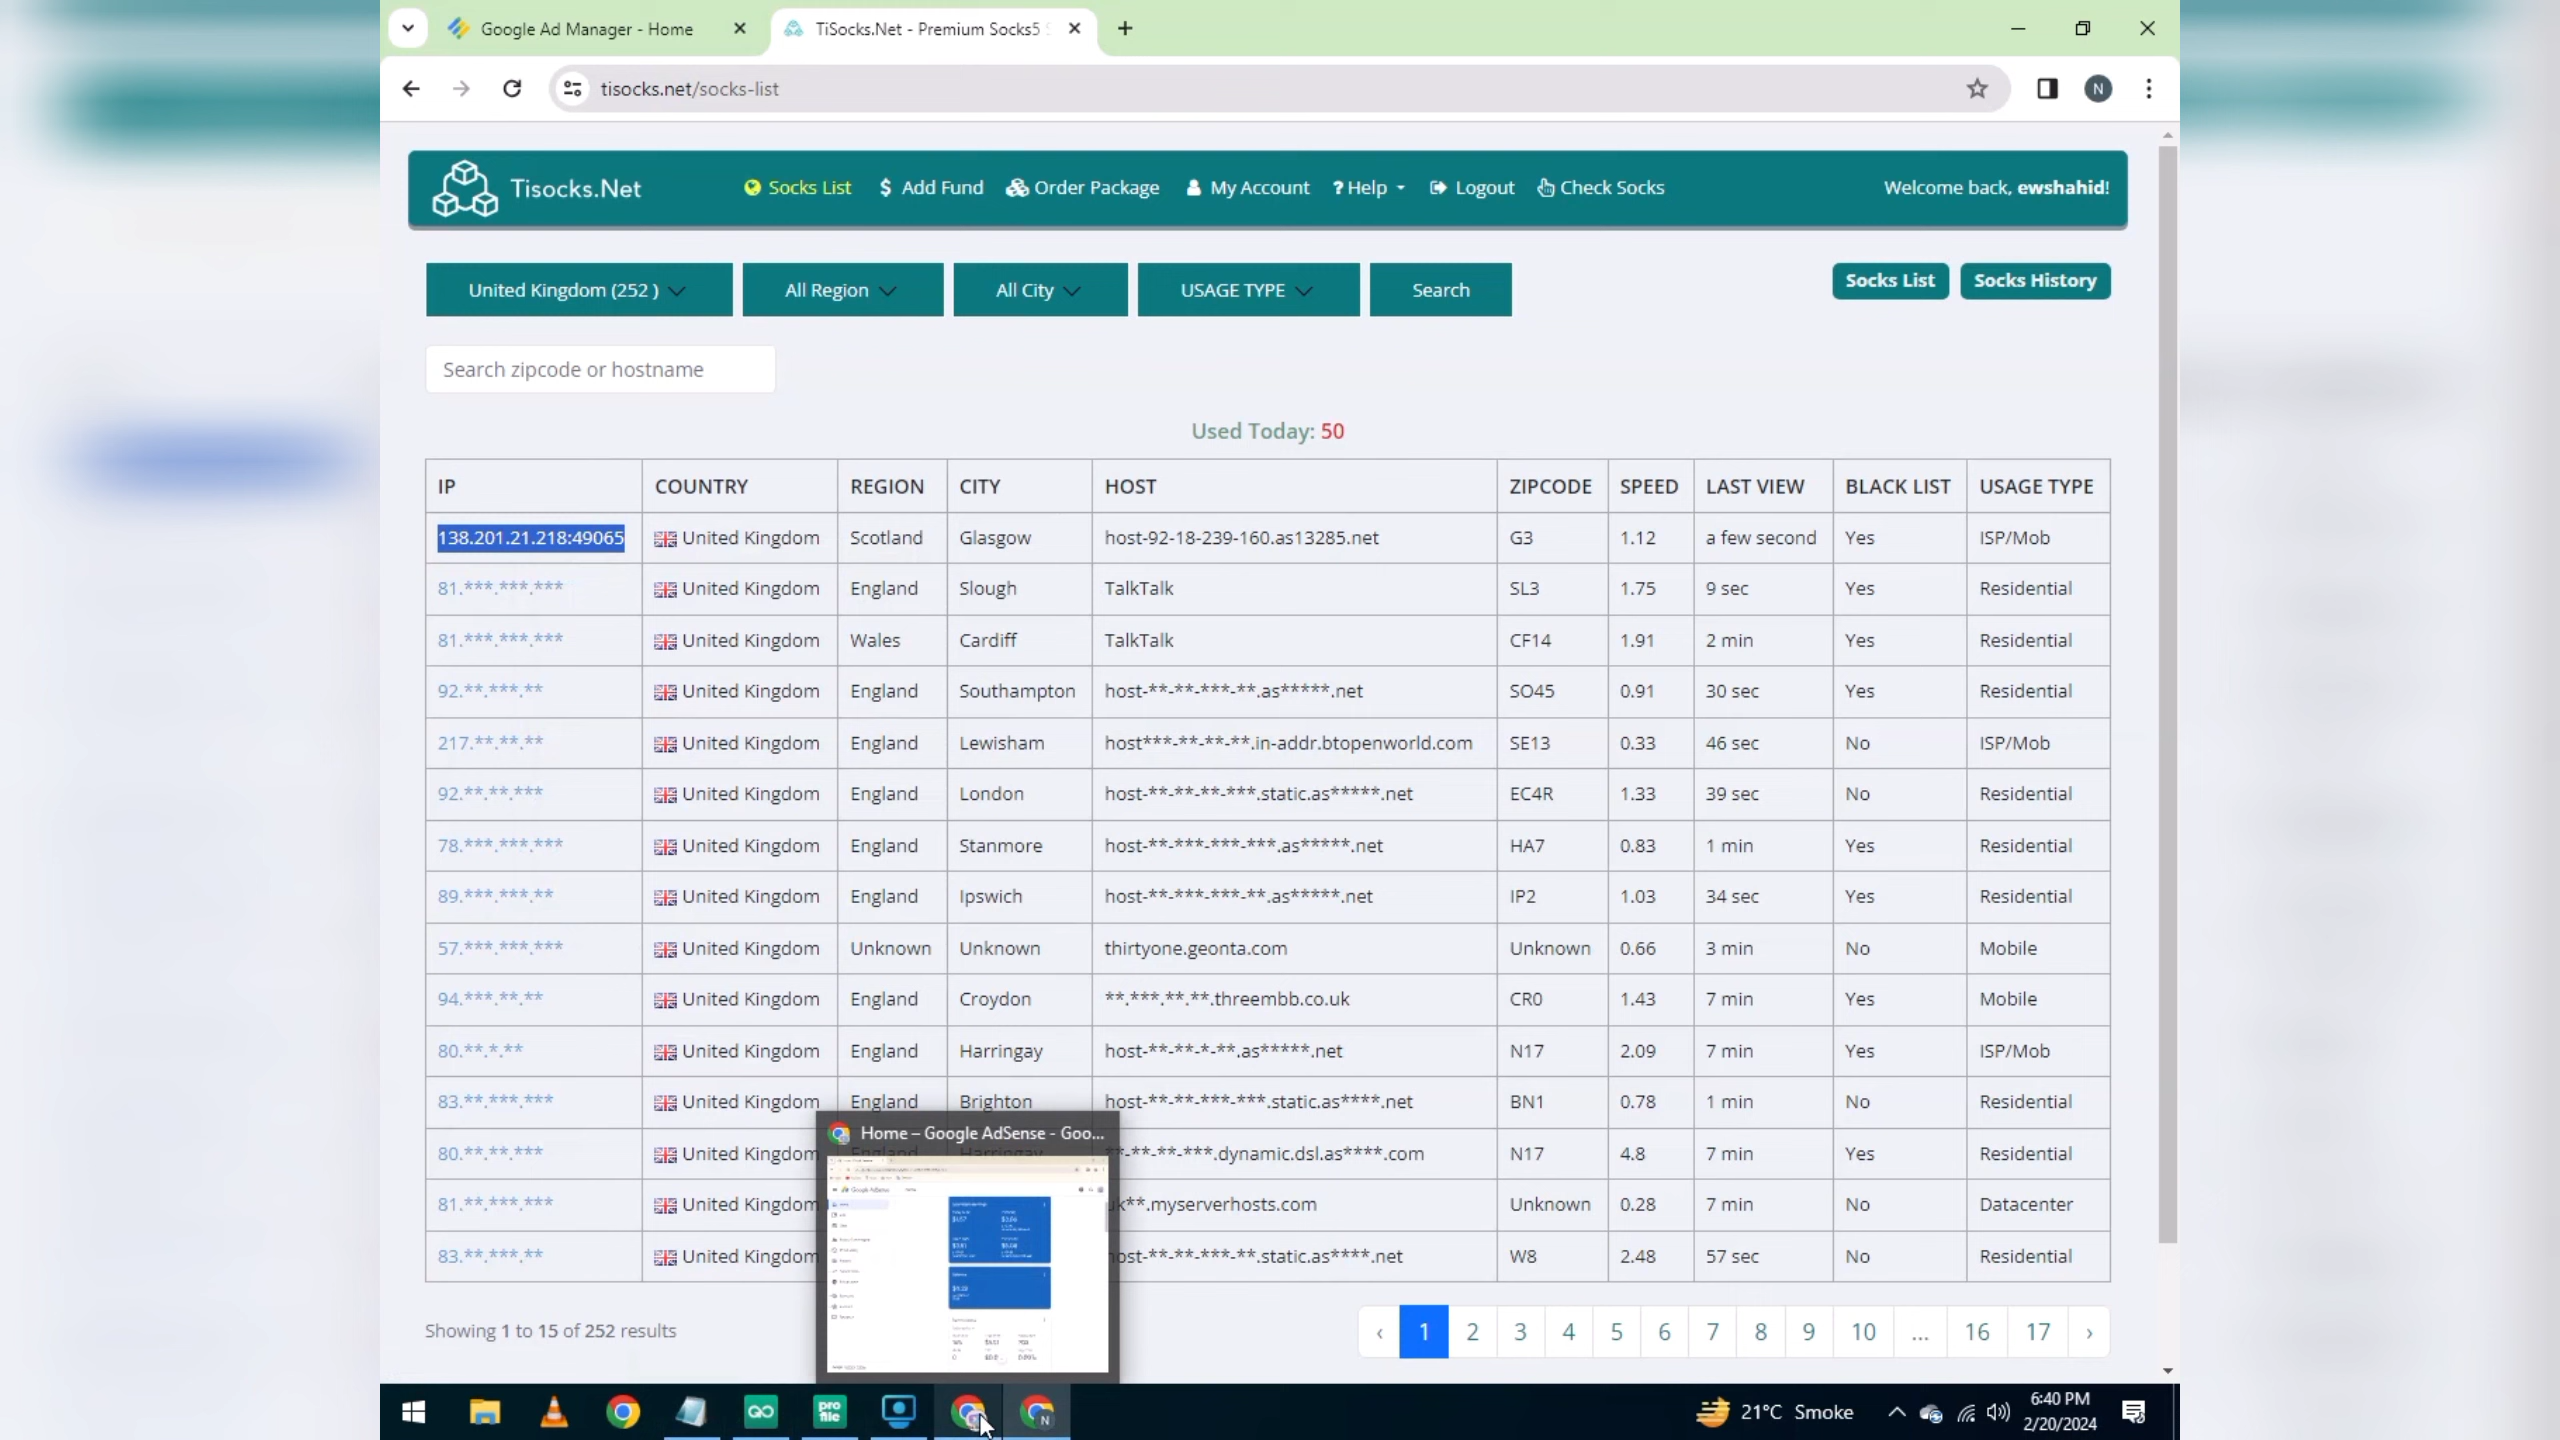 Google Ad Manager - Home
TiSocks.Net - Premium Socks5
tisocks.net/socks-list
N
Tisocks.Net
Socks List
$ Add Fund
Order Package
My Account
? Help
Logout
Check Socks
Welcome back, ewshahid!
United Kingdom (252 )
All Region
All City
USAGE TYPE
Search
Socks List
Socks History
Search zipcode or hostname
Used Today: 50
IP COUNTRY REGION CITY HOST ZIPCODE SPEED LAST VIEW BLACK LIST USAGE TYPE
138.201.21.218:49065 United Kingdom Scotland Glasgow host-92-18-239-160.as13285.net G3 1.12 a few second Yes ISP/Mob
81.***.***.*** United Kingdom England Slough TalkTalk SL3 1.75 9 sec Yes Residential
81.***.***.*** United Kingdom Wales Cardiff TalkTalk CF14 1.91 2 min Yes Residential
92.**.***.** United Kingdom England Southampton host-**-**-***-**.as*****.net SO45 0.91 30 sec Yes Residential
217.**.**.** United Kingdom England Lewisham host***-**-**-**.in-addr.btopenworld.com SE13 0.33 46 sec No ISP/Mob
92.**.**.*** United Kingdom England London host-**-**-**-***.static.as*****.net EC4R 1.33 39 sec No Residential
78.***.***.*** United Kingdom England Stanmore host-**-***-***-***.as*****.net HA7 0.83 1 min Yes Residential
89.***.***.** United Kingdom England Ipswich host-**-***-***-**.as*****.net IP2 1.03 34 sec Yes Residential
57.***.***.*** United Kingdom Unknown Unknown thirtyone.geonta.com Unknown 0.66 3 min No Mobile
94.***.**.** United Kingdom England Croydon **.***.**.**.threembb.co.uk CR0 1.43 7 min Yes Mobile
80.**.*.** United Kingdom England Harringay host-**-**-*-**.as*****.net N17 2.09 7 min Yes ISP/Mob
83.**.***.*** United Kingdom England Brighton host-**-**-***-***.static.as****.net BN1 0.78 1 min No Residential
80.**.**.*** United Kingdom Harringay **-**-**-***.dynamic.dsl.as****.com N17 4.8 7 min Yes Residential
81.**.***.*** United Kingdom uk**.myserverhosts.com Unknown 0.28 7 min No Datacenter
83.**.***.** United Kingdom host-**-**-***-**.static.as****.net W8 2.48 57 sec No Residential
Home – Google AdSense - Goo...
Google AdSense
Showing 1 to 15 of 252 results
‹ 1 2 3 4 5 6 7 8 9 10 ... 16 17 ›
pro
file
N
21°C Smoke
6:40 PM
2/20/2024